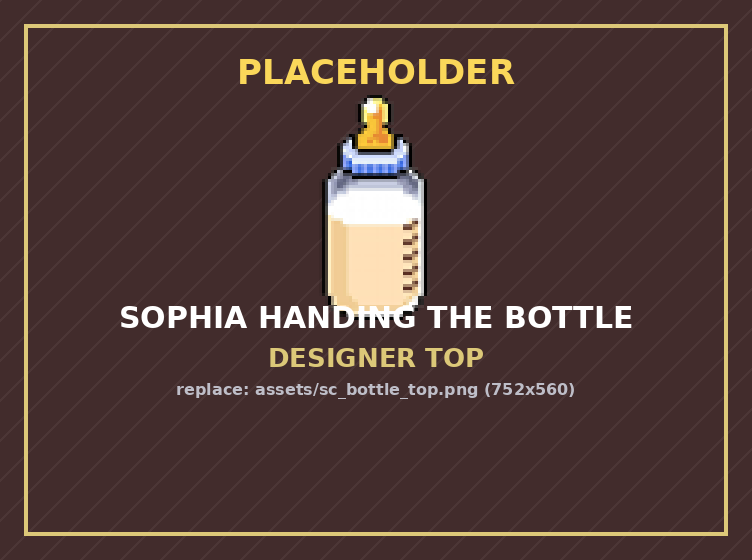 PLACEHOLDER
SOPHIA HANDING THE BOTTLE
DESIGNER TOP
replace: assets/sc_bottle_top.png (752x560)